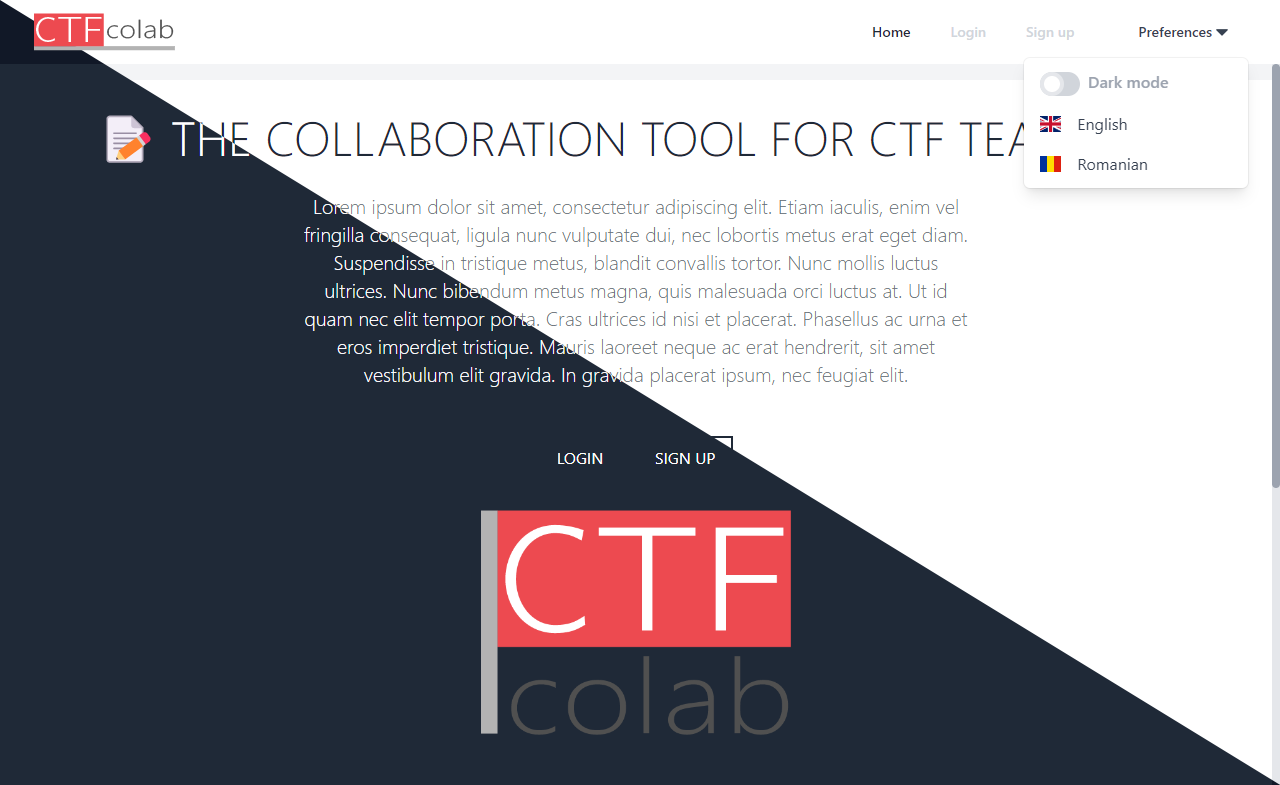 CTFcolab
Home Login Sign up Preferences
Dark mode
English
Romanian
THE COLLABORATION TOOL FOR CTF TEA
Lorem ipsum dolor sit amet, consectetur adipiscing elit. Etiam iaculis, enim vel
fringilla consequat, ligula nunc vulputate dui, nec lobortis metus erat eget diam.
Suspendisse in tristique metus, blandit convallis tortor. Nunc mollis luctus
ultrices. Nunc bibendum metus magna, quis malesuada orci luctus at. Ut id
quam nec elit tempor porta. Cras ultrices id nisi et placerat. Phasellus ac urna et
eros imperdiet tristique. Mauris laoreet neque ac erat hendrerit, sit amet
vestibulum elit gravida. In gravida placerat ipsum, nec feugiat elit.
LOGIN SIGN UP
CTF
colab